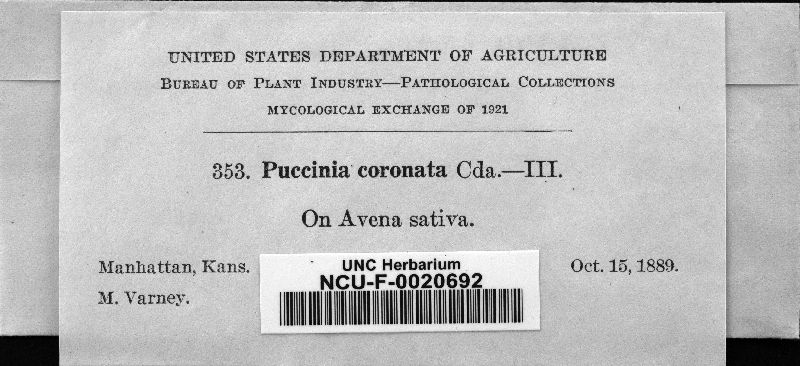 UNITED STATES DEPARTMENT OF AGRICULTURE
BUREAU OF PLANT INDUSTRY—PATHOLOGICAL COLLECTIONS
MYCOLOGICAL EXCHANGE OF 1921
353. Puccinia coronata Cda.—III.
On Avena sativa.
Manhattan, Kans.
Oct. 15, 1889.
M. Varney.
UNC Herbarium
NCU-F-0020692